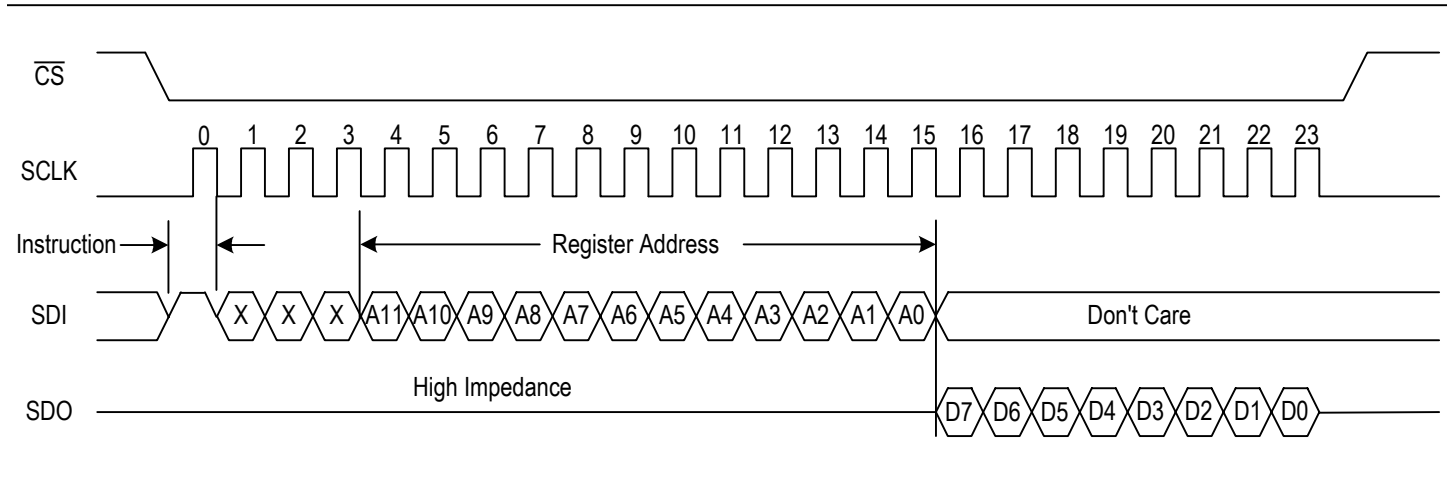 CS
0 1 2 3 4 5 6 7 8 9 10 11 12 13 14 15 16 17 18 19 20 21 22 23
SCLK
Instruction Register Address
SDI X X X A11 A10 A9 A8 A7 A6 A5 A4 A3 A2 A1 A0 Don't Care
High Impedance
SDO D7 D6 D5 D4 D3 D2 D1 D0